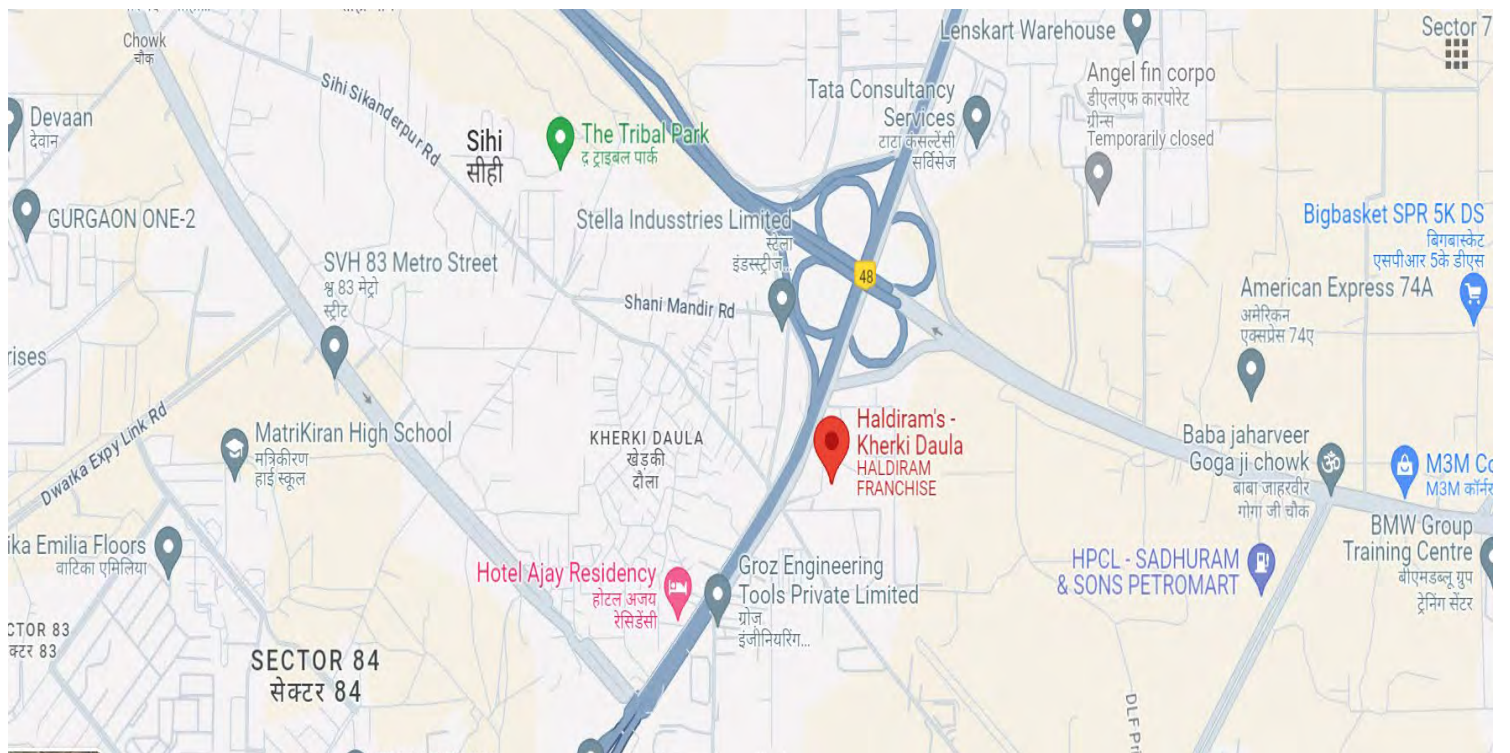 Chowk
चौक
Sihi Sikanderpur Rd
Devaan
देवान
Sihi
सीही
The Tribal Park
द ट्राइबल पार्क
Lenskart Warehouse
Sector 7
Tata Consultancy
Services
टाटा कंसल्टेंसी
सर्विसेज
Angel fin corpo
डीएलएफ कारपोरेट
ग्रीन्स
Temporarily closed
GURGAON ONE-2
SVH 83 Metro Street
श्व 83 मेट्रो
स्ट्रीट
Stella Indusstries Limited
स्टेला
इंडस्ट्रीज...
Shani Mandir Rd
48
Bigbasket SPR 5K DS
बिगबास्केट
एसपीआर 5के डीएस
American Express 74A
अमेरिकन
एक्सप्रेस 74ए
rises
Dwarka Expy Link Rd
MatriKiran High School
मत्रिकीरण
हाई स्कूल
KHERKI DAULA
खेड़की
दौला
Haldiram's -
Kherki Daula
HALDIRAM
FRANCHISE
Baba jaharveer
Goga ji chowk
बाबा जाहरवीर
गोगा जी चौक
M3M Co
M3M कॉर्नर
BMW Group
Training Centre
बीएमडब्लू ग्रुप
ट्रेनिंग सेंटर
HPCL - SADHURAM
& SONS PETROMART
ika Emilia Floors
वाटिका एमिलिया
Hotel Ajay Residency
होटल अजय
रेसिडेंसी
Groz Engineering
Tools Private Limited
ग्रोज
इंजीनियरिंग...
CTOR 83
क्टर 83
SECTOR 84
सेक्टर 84
DLF Pri